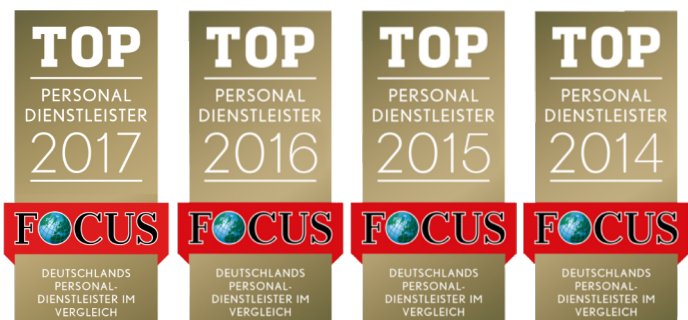 TOP
PERSONAL
DIENSTLEISTER
2017
FOCUS
DEUTSCHLANDS
PERSONAL-
DIENSTLEISTER IM
VERGLEICH
TOP
PERSONAL
DIENSTLEISTER
2016
FOCUS
DEUTSCHLANDS
PERSONAL-
DIENSTLEISTER IM
VERGLEICH
TOP
PERSONAL
DIENSTLEISTER
2015
FOCUS
DEUTSCHLANDS
PERSONAL-
DIENSTLEISTER IM
VERGLEICH
TOP
PERSONAL
DIENSTLEISTER
2014
FOCUS
DEUTSCHLANDS
PERSONAL-
DIENSTLEISTER IM
VERGLEICH